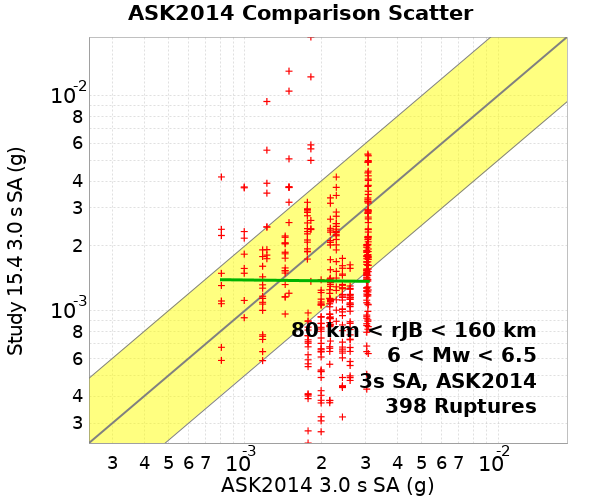 ASK2014 Comparison Scatter
Study 15.4 3.0 s SA (g)
10-2
8
6
4
3
2
10-3
8
6
4
3
80 km < rJB < 160 km
6 < Mw < 6.5
3s SA, ASK2014
398 Ruptures
3 4 5 6 7 10-3 2 3 4 5 6 7 10-2
ASK2014 3.0 s SA (g)